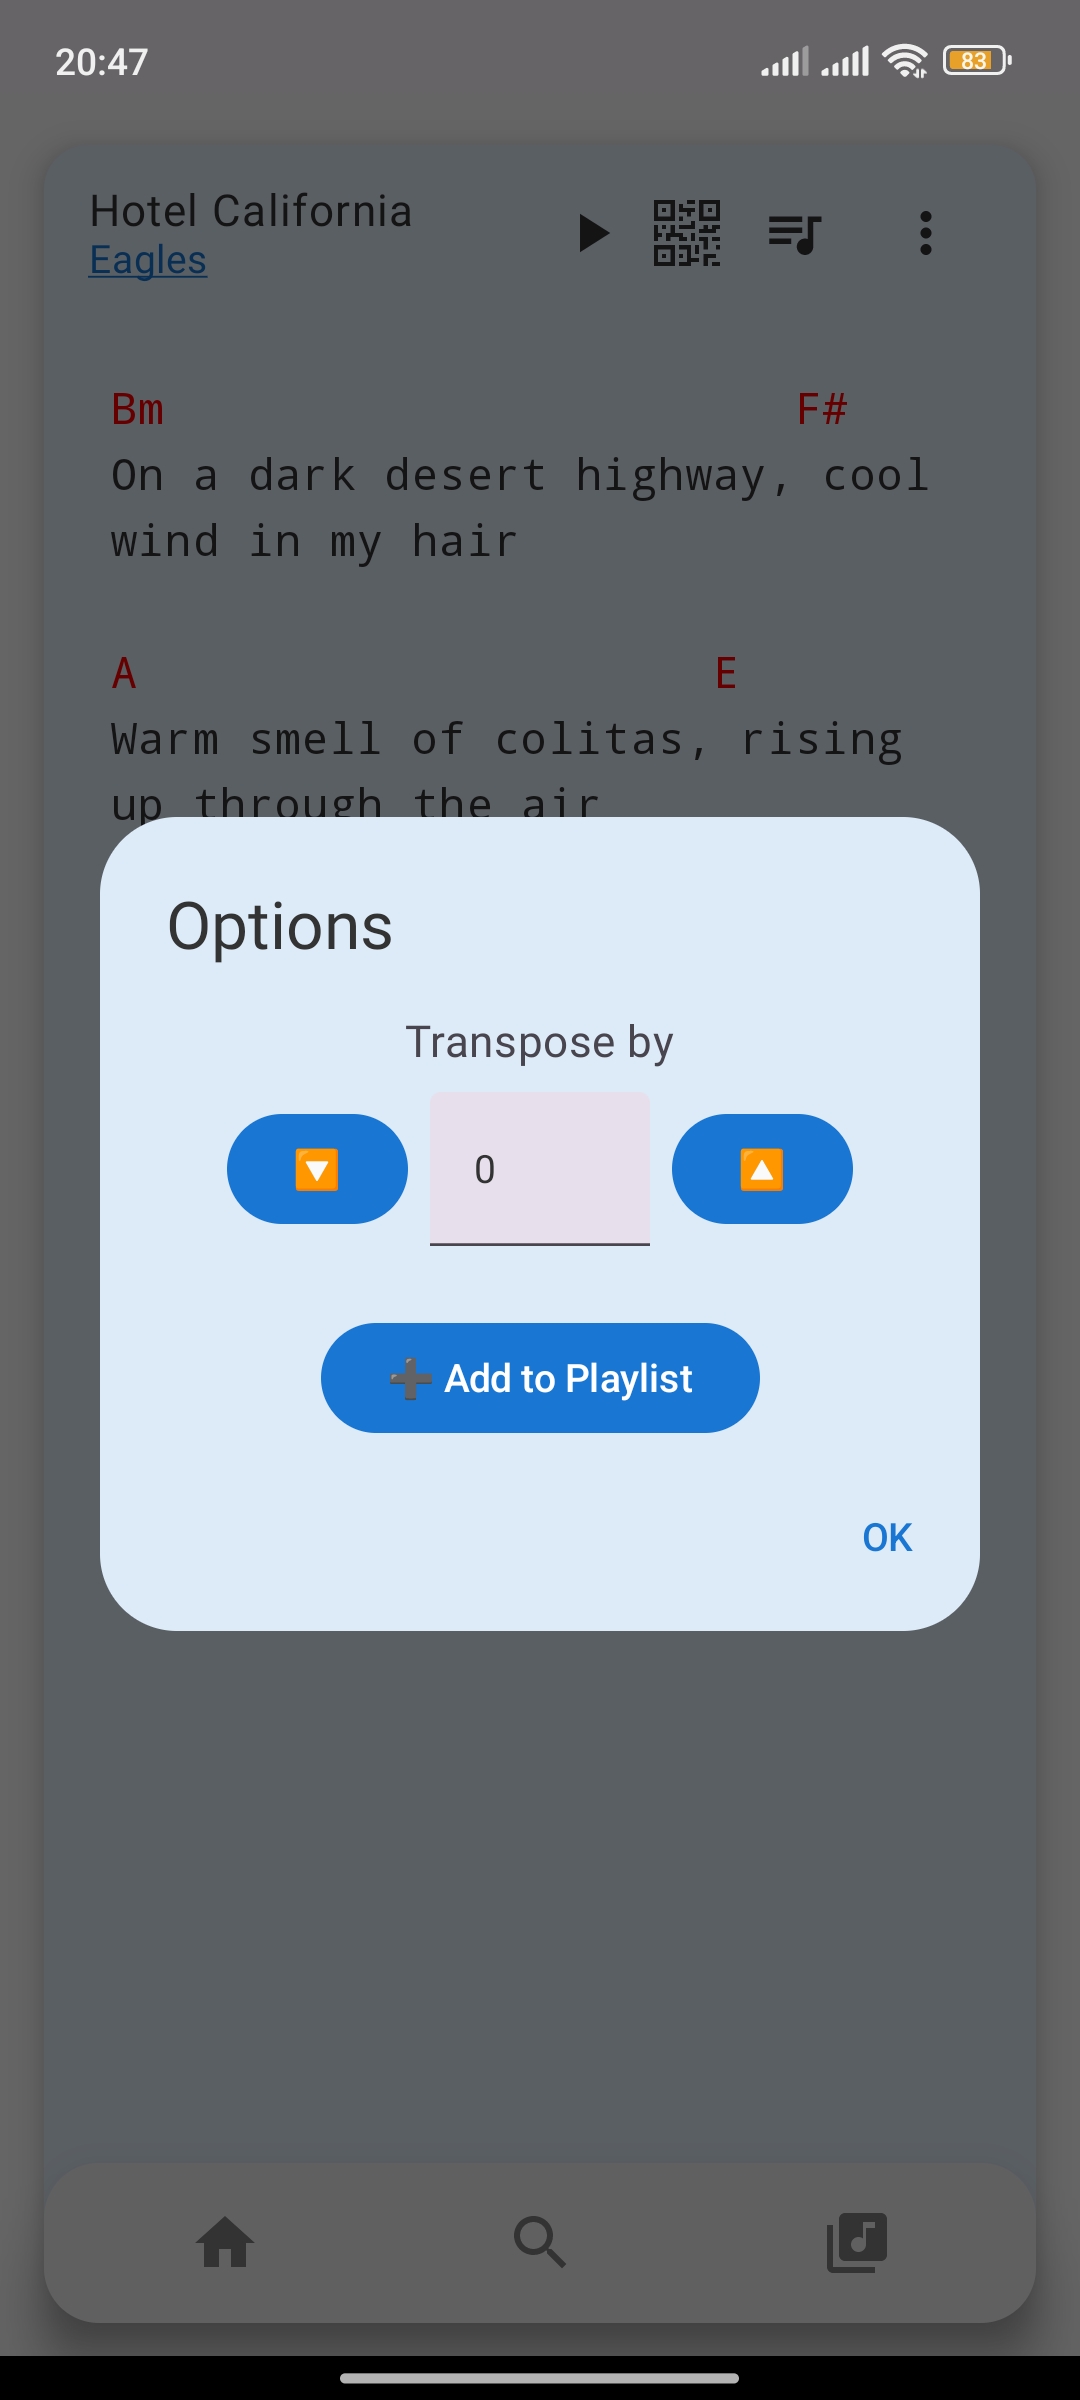 20:47
83
Hotel California
Eagles
Bm F#
On a dark desert highway, cool
wind in my hair
A E
Warm smell of colitas, rising
up through the air
Options
Transpose by
0
Add to Playlist
OK